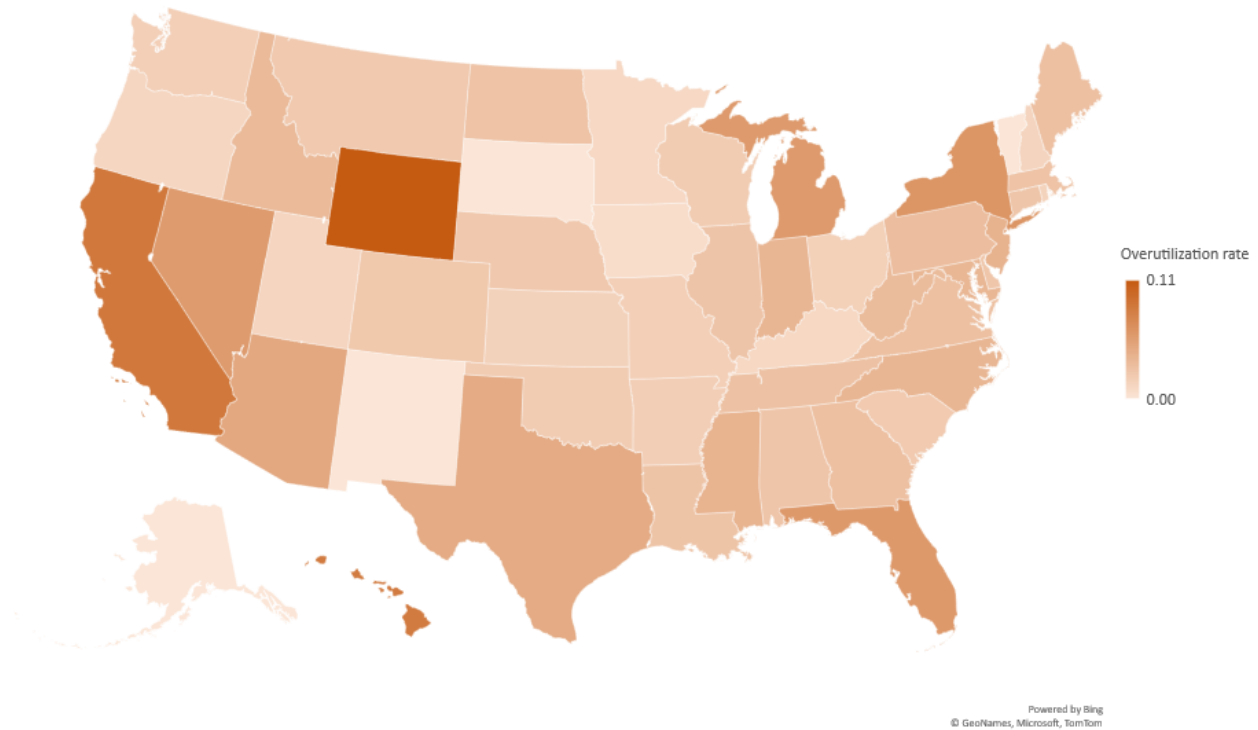 Overutilization rate
0.11
0.00
Powered by Bing
© GeoNames, Microsoft, TomTom